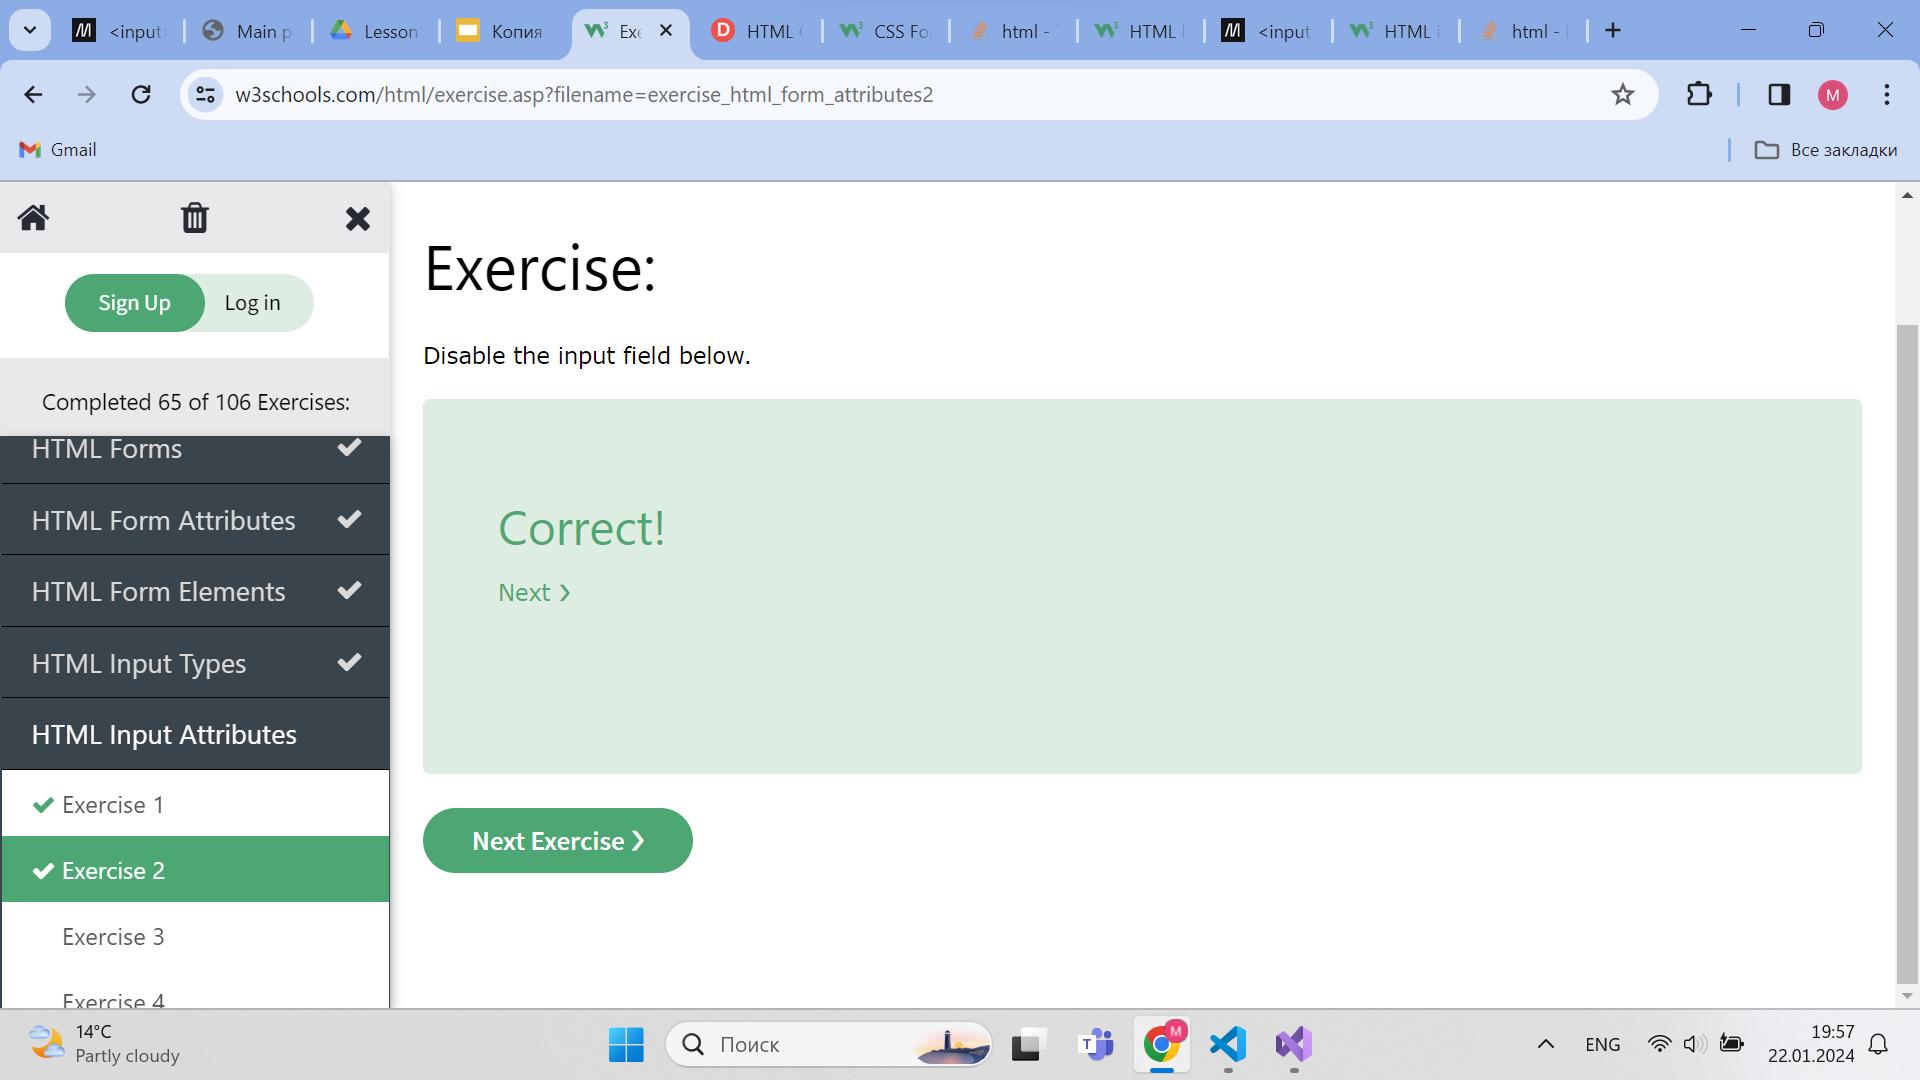 <input
Main p
Lesson
Копия
Exe
HTML
CSS Fo
html -
HTML
<input
HTML i
html -
w3schools.com/html/exercise.asp?filename=exercise_html_form_attributes2
M
Gmail
Все закладки
Sign Up
Log in
Completed 65 of 106 Exercises:
HTML Forms
HTML Form Attributes
HTML Form Elements
HTML Input Types
HTML Input Attributes
Exercise 1
Exercise 2
Exercise 3
Exercise 4
Exercise:
Disable the input field below.
Correct!
Next ❯
Next Exercise ❯
14°C
Partly cloudy
Поиск
M
ENG
19:57
22.01.2024